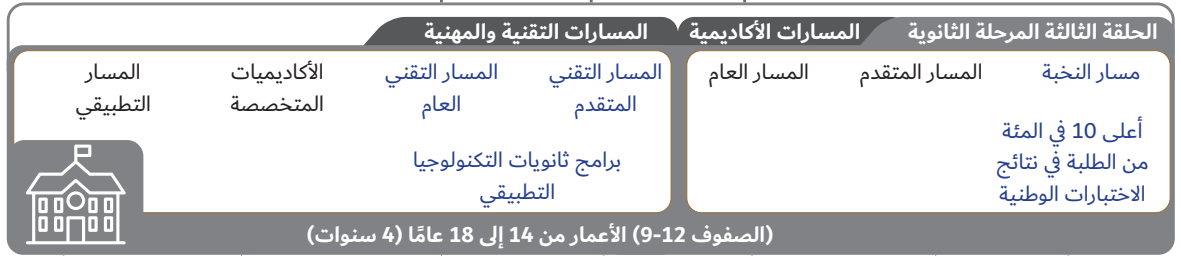 الحلقة الثالثة المرحلة الثانوية
المسارات الأكاديمية
المسارات التقنية والمهنية
مسار النخبة
المسار المتقدم
المسار العام
أعلى 10 في المئة
من الطلبة في نتائج
الاختبارات الوطنية
المسار التقني
المتقدم
المسار التقني
العام
الأكاديميات
المتخصصة
المسار
التطبيقي
برامج ثانويات التكنولوجيا
التطبيقي
(الصفوف 12-9) الأعمار من 14 إلى 18 عامًا (4 سنوات)